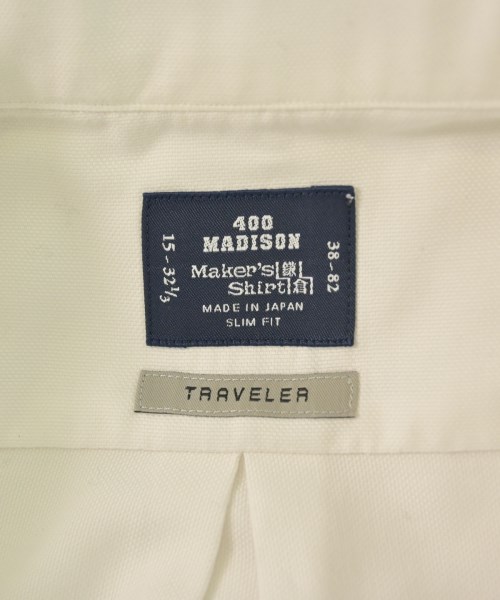 400
MADISON
Maker's 鎌
Shirt 倉
MADE IN JAPAN
SLIM FIT
15-32⅓
38-82
TRAVELER